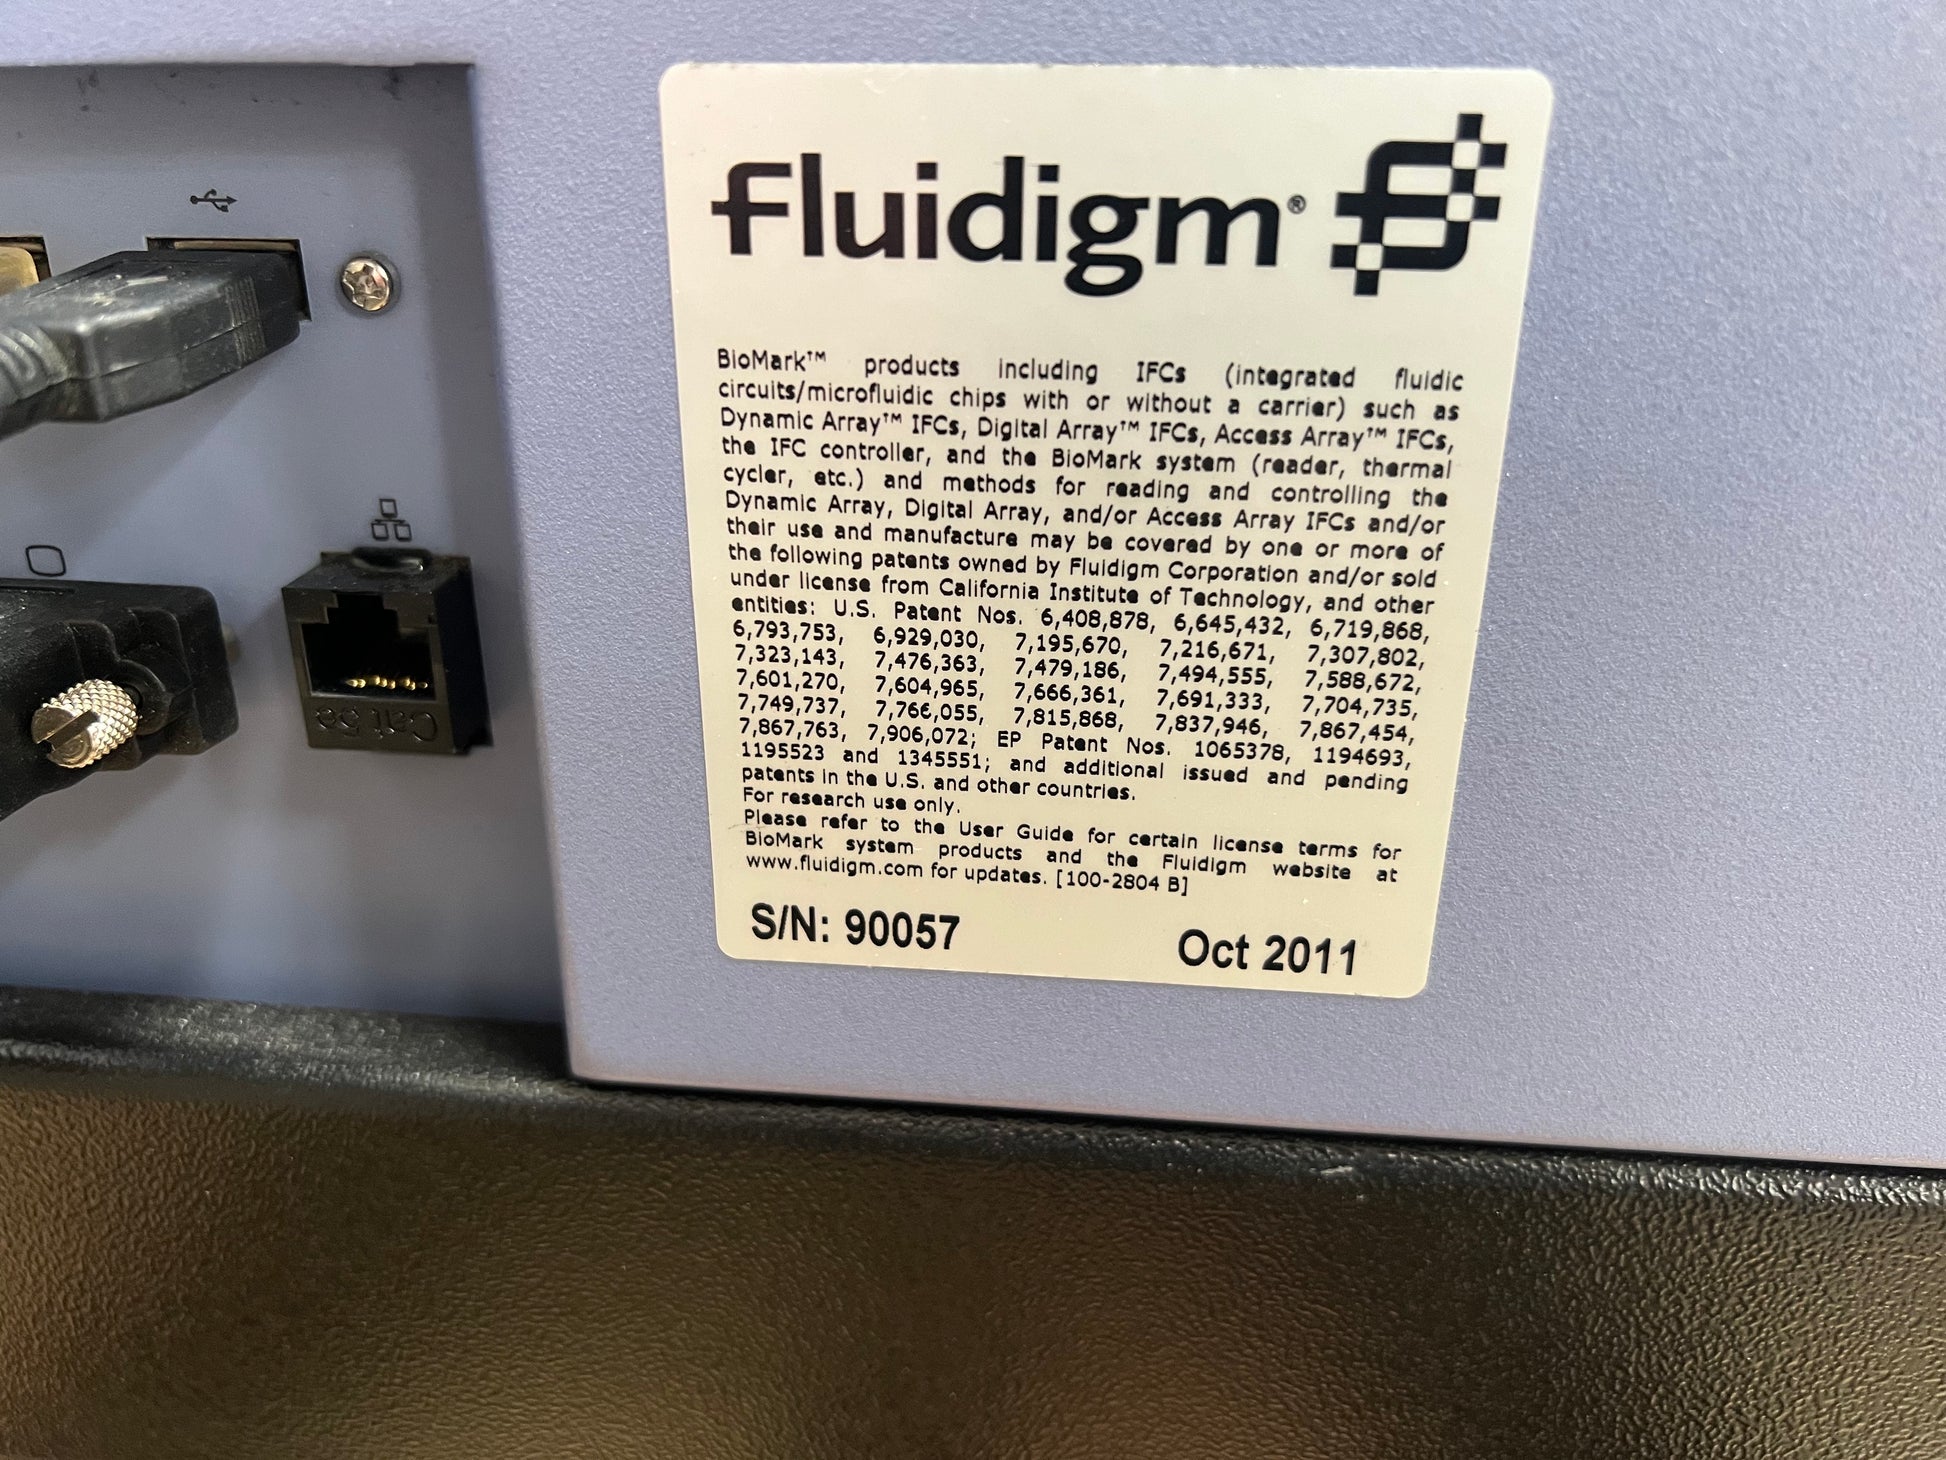 fluidigm®
BioMark™ products including IFCs (integrated fluidic
circuits/microfluidic chips with or without a carrier) such as
Dynamic Array™ IFCs, Digital Array™ IFCs, Access Array™ IFCs,
the IFC controller, and the BioMark system (reader, thermal
cycler, etc.) and methods for reading and controlling the
Dynamic Array, Digital Array, and/or Access Array IFCs and/or
their use and manufacture may be covered by one or more of
the following patents owned by Fluidigm Corporation and/or sold
under license from California Institute of Technology, and other
entities: U.S. Patent Nos. 6,408,878, 6,645,432, 6,719,868,
6,793,753, 6,929,030, 7,195,670, 7,216,671, 7,307,802,
7,323,143, 7,476,363, 7,479,186, 7,494,555, 7,588,672,
7,601,270, 7,604,965, 7,666,361, 7,691,333, 7,704,735,
7,749,737, 7,766,055, 7,815,868, 7,837,946, 7,867,454,
7,867,763, 7,906,072; EP Patent Nos. 1065378, 1194693,
1195523 and 1345551; and additional issued and pending
patents in the U.S. and other countries.
For research use only.
Please refer to the User Guide for certain license terms for
BioMark system products and the Fluidigm website at
www.fluidigm.com for updates. [100-2804 B]
S/N: 90057 Oct 2011
Cat 5e